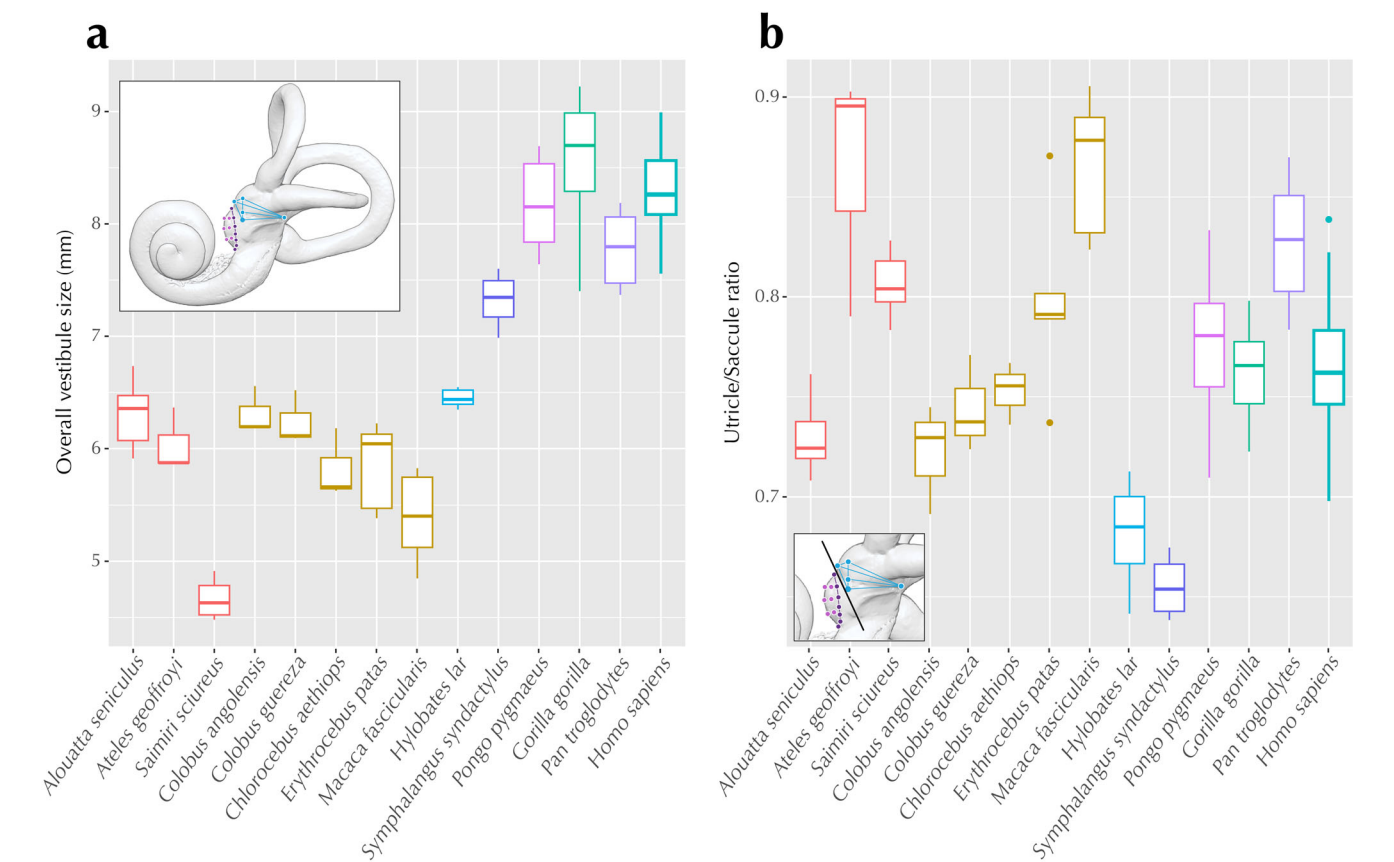 a
Overall vestibule size (mm)
9
8
7
6
5
Alouatta seniculus
Ateles geoffroyi
Saimiri sciureus
Colobus angolensis
Colobus guereza
Chlorocebus aethiops
Erythrocebus patas
Macaca fascicularis
Hylobates lar
Symphalangus syndactylus
Pongo pygmaeus
Gorilla gorilla
Pan troglodytes
Homo sapiens
b
Utricle/Saccule ratio
0.9
0.8
0.7
Alouatta seniculus
Ateles geoffroyi
Saimiri sciureus
Colobus angolensis
Colobus guereza
Chlorocebus aethiops
Erythrocebus patas
Macaca fascicularis
Hylobates lar
Symphalangus syndactylus
Pongo pygmaeus
Gorilla gorilla
Pan troglodytes
Homo sapiens